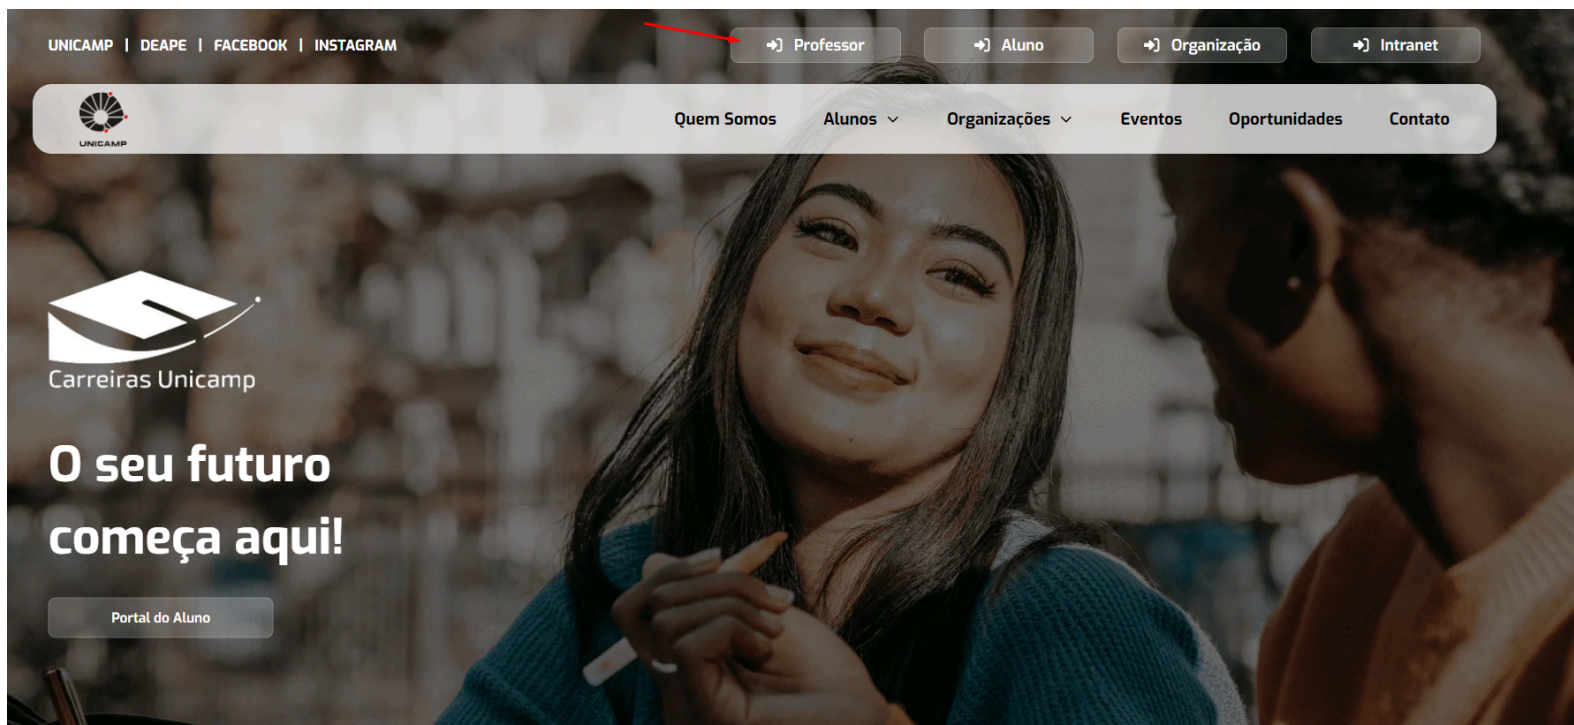 UNICAMP | DEAPE | FACEBOOK | INSTAGRAM
Professor
Aluno
Organização
Intranet
UNICAMP
Quem Somos
Alunos
Organizações
Eventos
Oportunidades
Contato
Carreiras Unicamp
O seu futuro
começa aqui!
Portal do Aluno